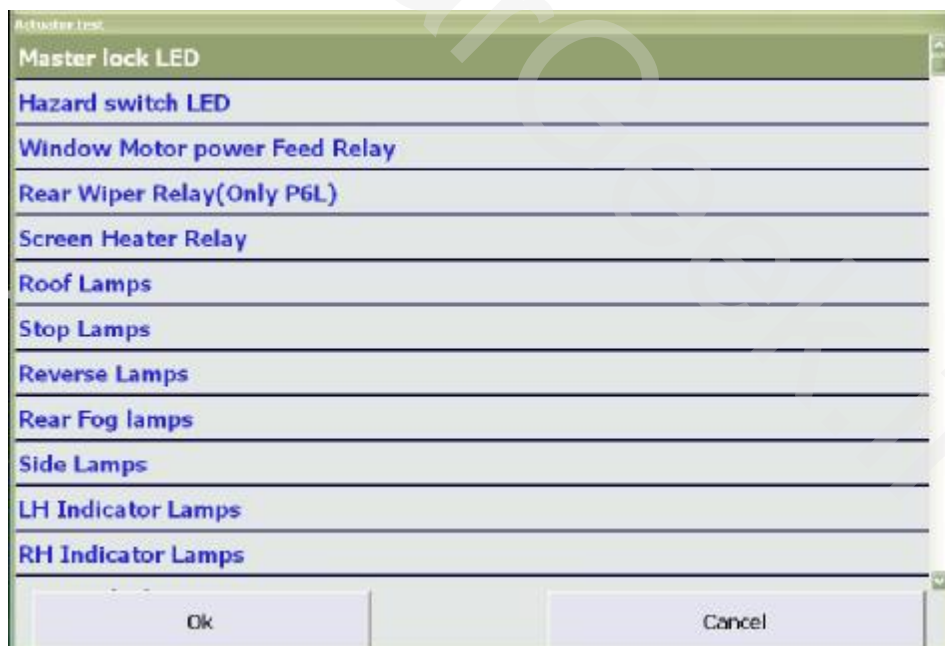 Actuator test
Master lock LED
Hazard switch LED
Window Motor power Feed Relay
Rear Wiper Relay(Only P6L)
Screen Heater Relay
Roof Lamps
Stop Lamps
Reverse Lamps
Rear Fog lamps
Side Lamps
LH Indicator Lamps
RH Indicator Lamps
Ok
Cancel